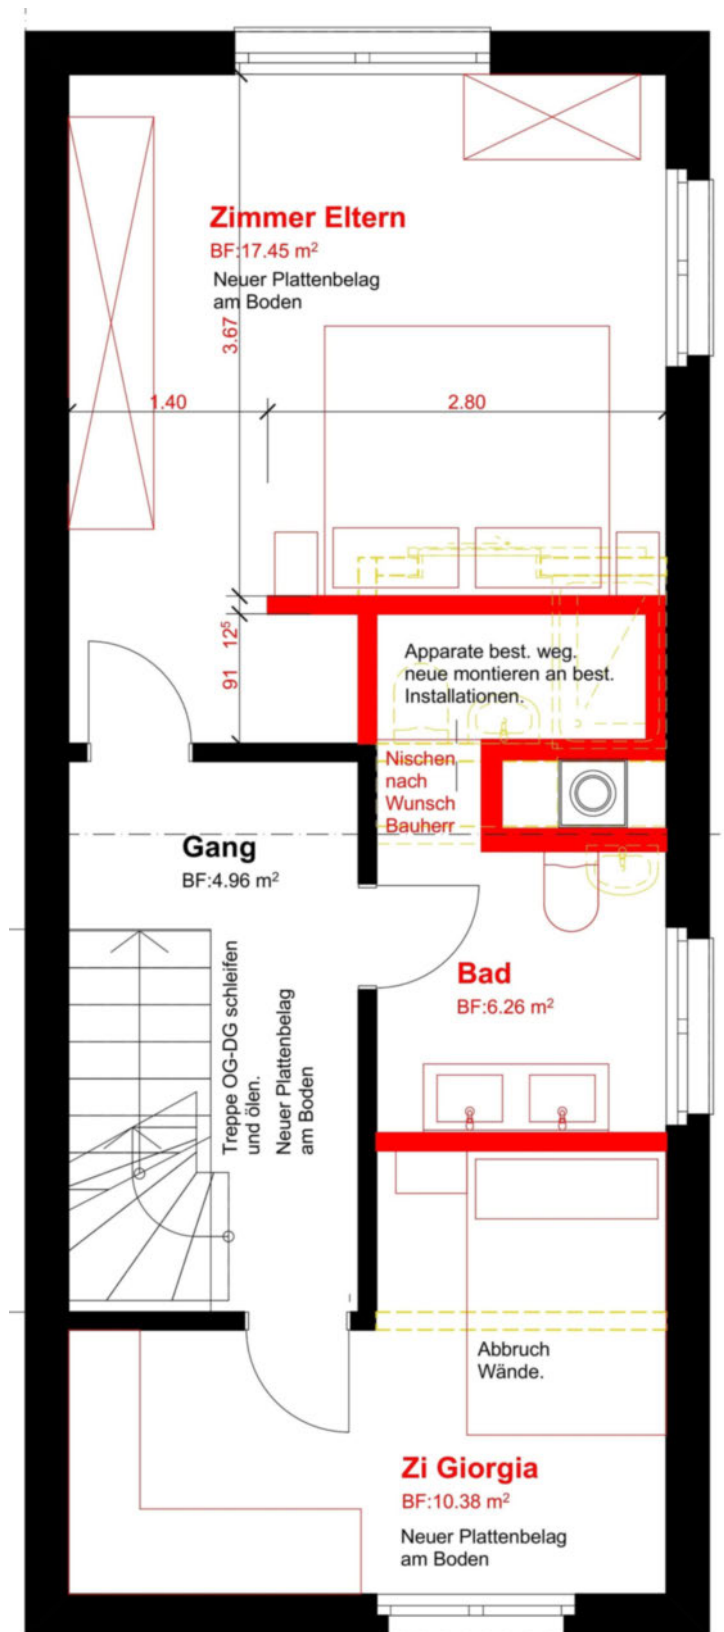 Zimmer Eltern
BF:17.45 m²
Neuer Plattenbelag
am Boden
3.67
1.40
2.80
12⁵
91
Apparate best. weg.
neue montieren an best.
Installationen.
Nischen
nach
Wunsch
Bauherr
Gang
BF:4.96 m²
Treppe OG-DG schleifen
und ölen.
Neuer Plattenbelag
am Boden
Bad
BF:6.26 m²
Abbruch
Wände.
Zi Giorgia
BF:10.38 m²
Neuer Plattenbelag
am Boden